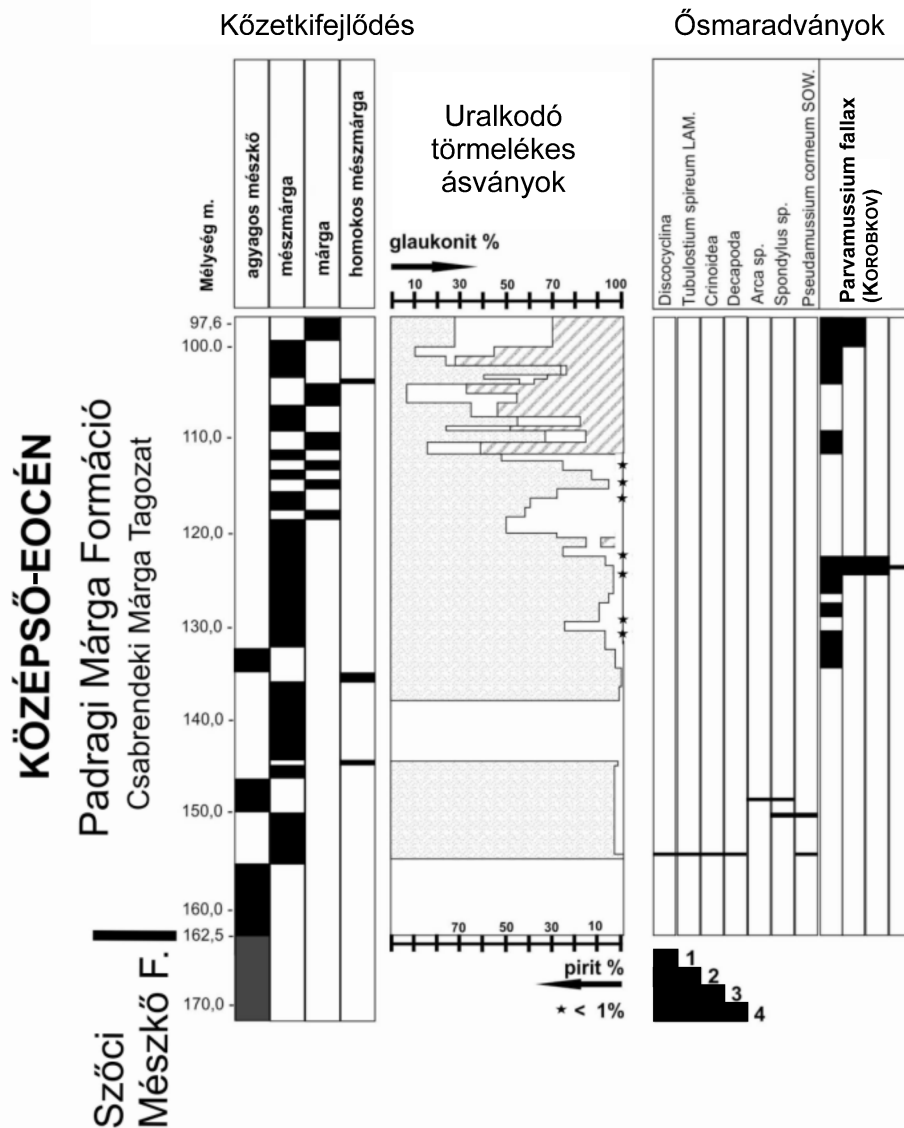 Kőzetkifejlődés
Ősmaradványok
Mélység m.
agyagos mészkő
mészmárga
márga
homokos mészmárga
Uralkodó
törmelékes
ásványok
glaukonit %
10 30 50 70 100
Discocyclina
Tubulostium spireum LAM.
Crinoidea
Decapoda
Arca sp.
Spondylus sp.
Pseudamussium corneum SOW.
Parvamussium fallax
(KOROBKOV)
97,6 -
100.0 -
110,0 -
120,0 -
130,0 -
140,0 -
150,0 -
160,0 -
162,5
170,0 -
KÖZÉPSŐ-EOCÉN
Padragi Márga Formáció
Csabrendeki Márga Tagozat
Szőci
Mészkő F.
70 50 30 10
pirit %
★ < 1%
1
2
3
4